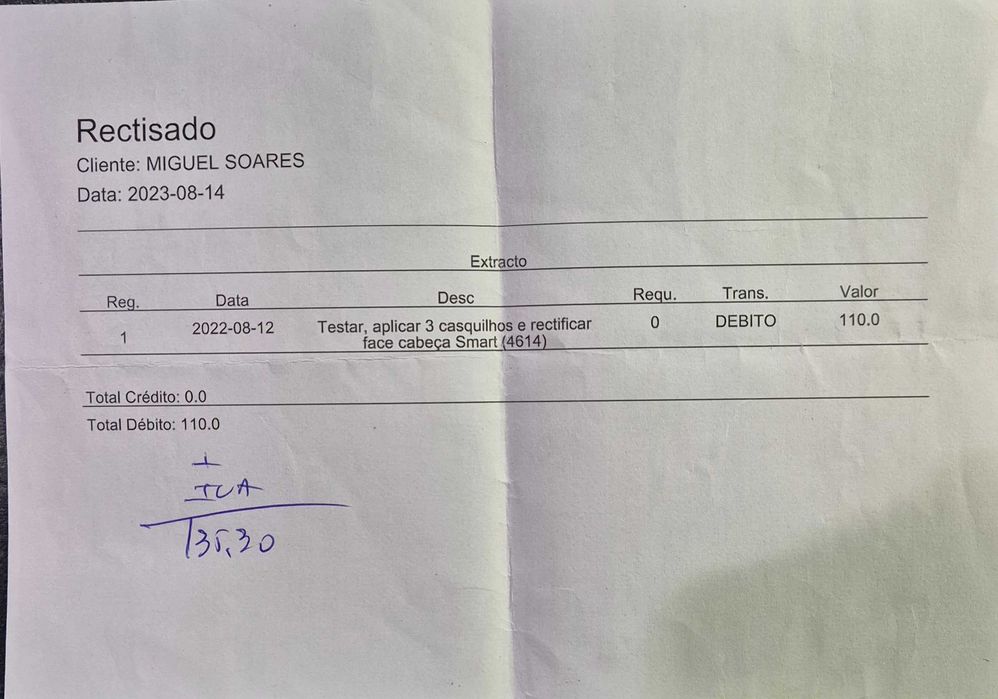 Rectisado
Cliente: MIGUEL SOARES
Data: 2023-08-14
Extracto
Reg. Data Desc Requ. Trans. Valor
1 2022-08-12 Testar, aplicar 3 casquilhos e rectificar 0 DEBITO 110.0
face cabeça Smart (4614)
Total Crédito: 0.0
Total Débito: 110.0
+
IVA
135,30